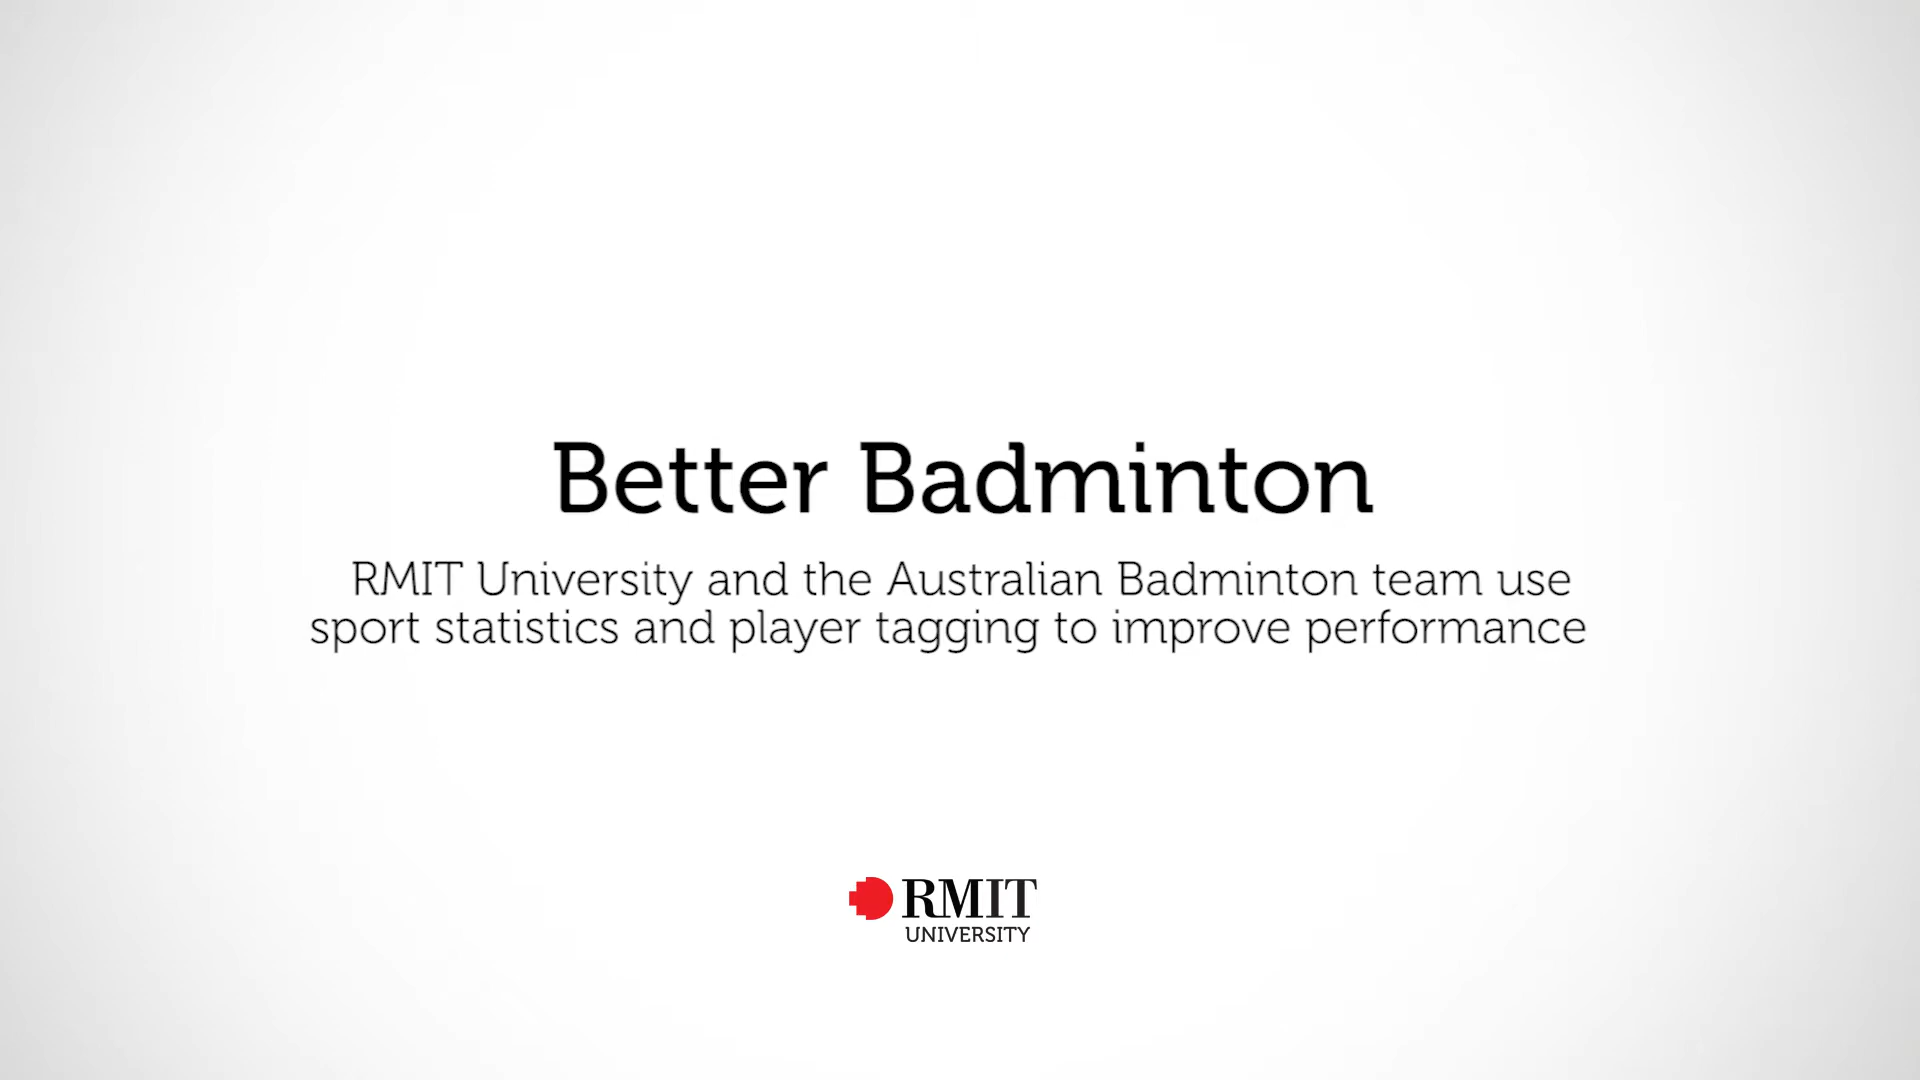 Better Badminton
RMIT University and the Australian Badminton team use
sport statistics and player tagging to improve performance
RMIT
UNIVERSITY